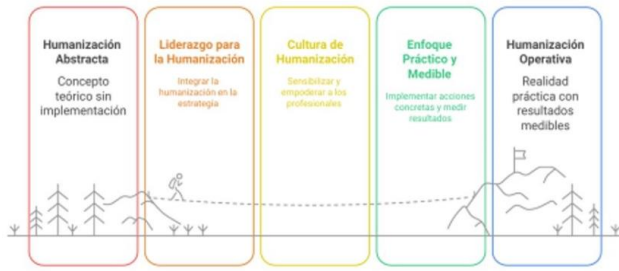 Humanización
Abstracta
Concepto
teórico sin
implementación
Liderazgo para
la Humanización
Integrar la
humanización en la
estrategia
Cultura de
Humanización
Sensibilizar y
empoderar a los
profesionales
Enfoque
Práctico y
Medible
Implementar acciones
concretas y medir
resultados
Humanización
Operativa
Realidad
práctica con
resultados
medibles